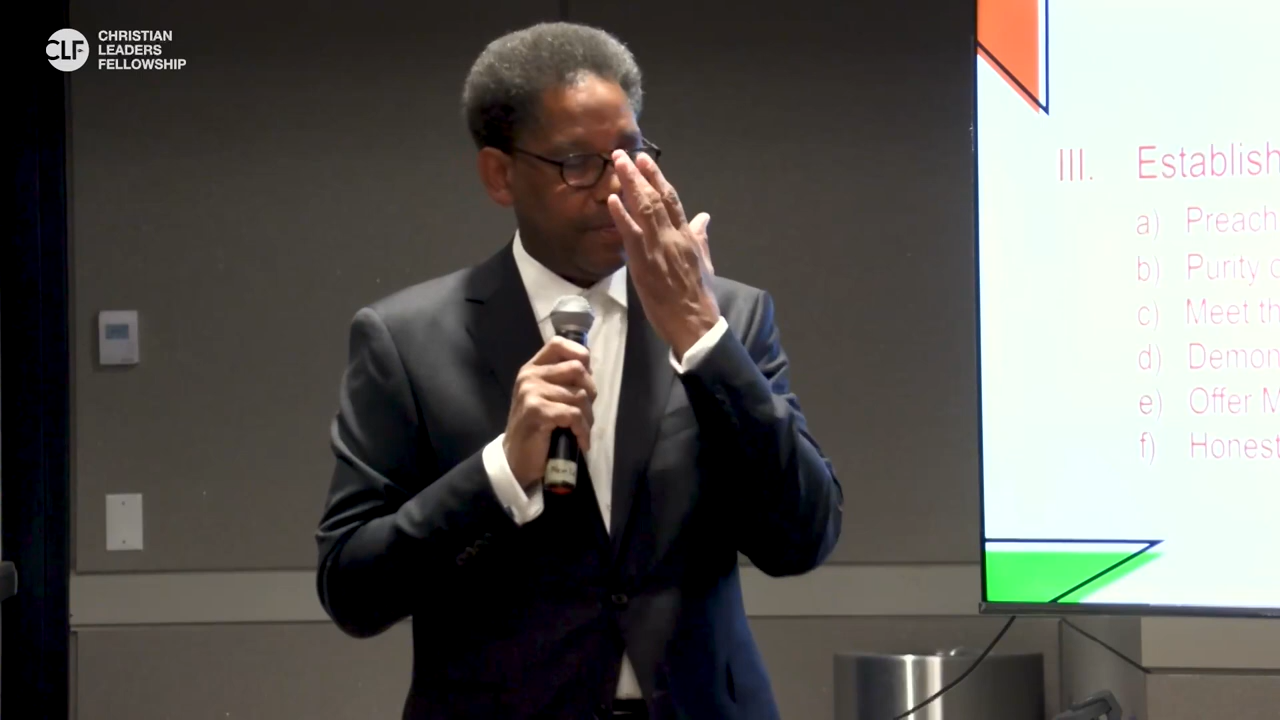 CLF
CHRISTIAN
LEADERS
FELLOWSHIP
III. Establish
a) Preach
b) Purity
c) Meet th
d) Demon
e) Offer M
f) Honest